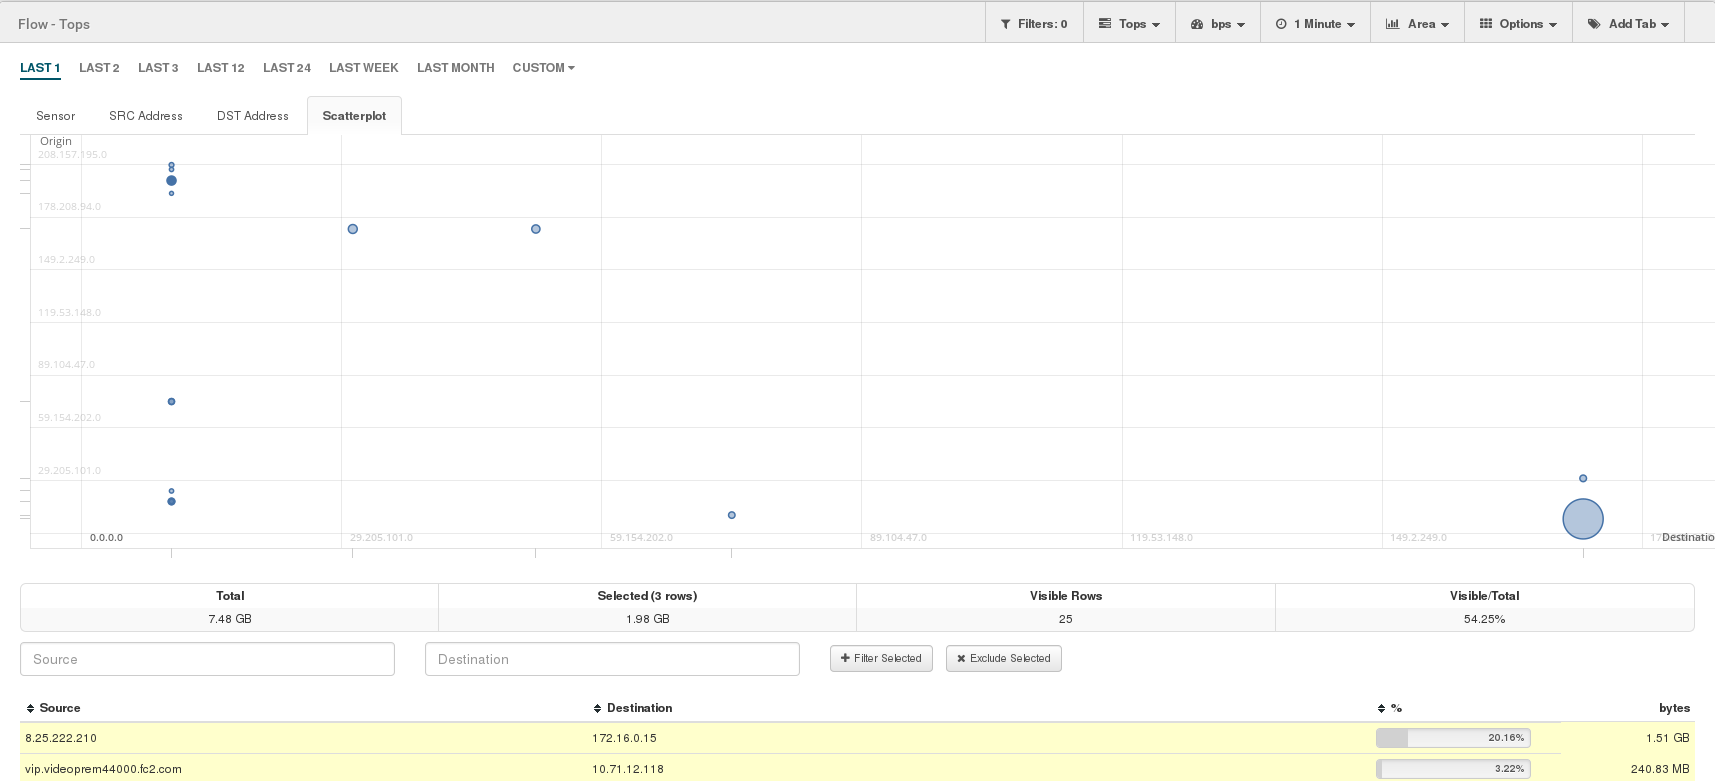 Flow - Tops
Filters: 0 Tops bps 1 Minute Area Options Add Tab
LAST 1 LAST 2 LAST 3 LAST 12 LAST 24 LAST WEEK LAST MONTH CUSTOM
Sensor SRC Address DST Address Scatterplot
Origin
208.157.195.0
178.208.94.0
149.2.249.0
119.53.148.0
89.104.47.0
59.154.202.0
29.205.101.0
0.0.0.0 29.205.101.0 59.154.202.0 89.104.47.0 119.53.148.0 149.2.249.0 Destinatio
Total Selected (3 rows) Visible Rows Visible/Total
7.48 GB 1.98 GB 25 54.25%
Source Destination Filter Selected Exclude Selected
Source Destination % bytes
8.25.222.210 172.16.0.15 20.16% 1.51 GB
vip.videoprem44000.fc2.com 10.71.12.118 3.22% 240.83 MB